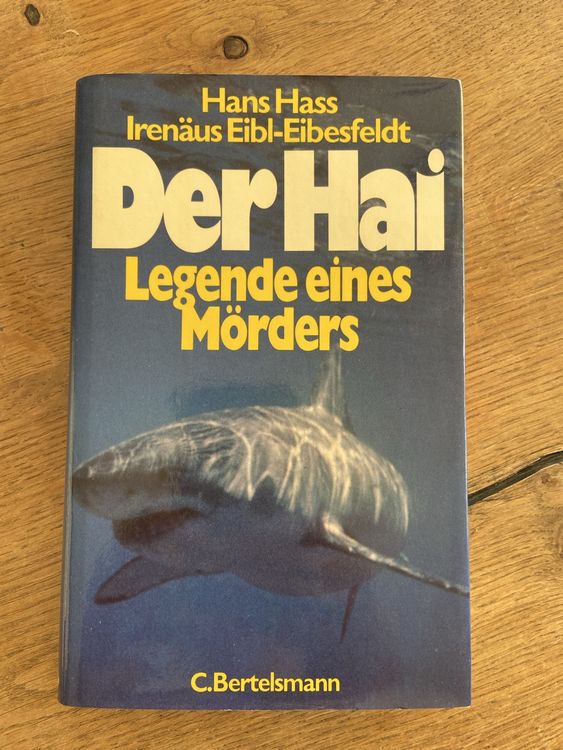 Hans Hass
Irenäus Eibl-Eibesfeldt
Der Hai
Legende eines
Mörders
C.Bertelsmann